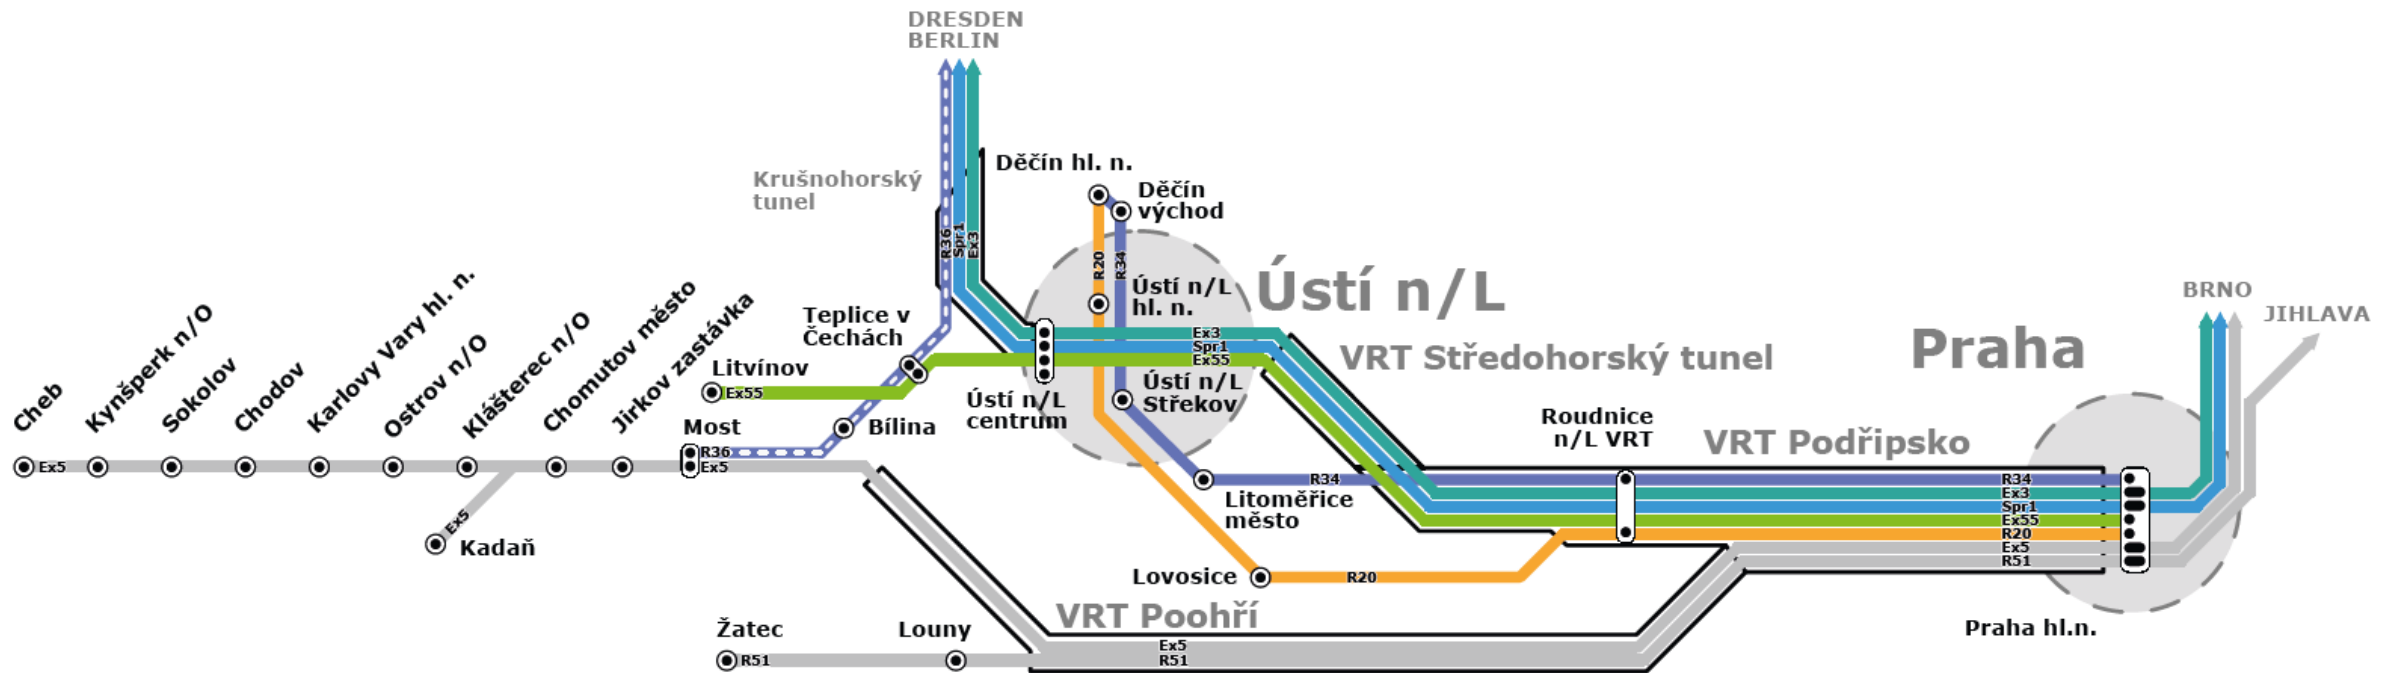 DRESDEN
BERLIN
Krušnohorský
tunel
Děčín hl. n.
Děčín
východ
R36
Spr1
Ex3
R20
R34
Ústí n/L
hl. n.
Ústí n/L
Teplice v
Čechách
Litvínov
Ex55
Ex3
Spr1
Ex55
VRT Středohorský tunel
Praha
BRNO
JIHLAVA
Ústí n/L
centrum
Ústí n/L
Střekov
Cheb
Kynšperk n/O
Sokolov
Chodov
Karlovy Vary hl. n.
Ostrov n/O
Klášterec n/O
Chomutov město
Jirkov zastávka
Most
Bílina
R36
Ex5
Ex5
Ex5
Kadaň
Roudnice
n/L VRT
VRT Podřipsko
R34
Litoměřice
město
R34
Ex3
Spr1
Ex55
R20
Ex5
R51
Lovosice
R20
VRT Poohří
Praha hl.n.
Žatec
Louny
R51
Ex5
R51